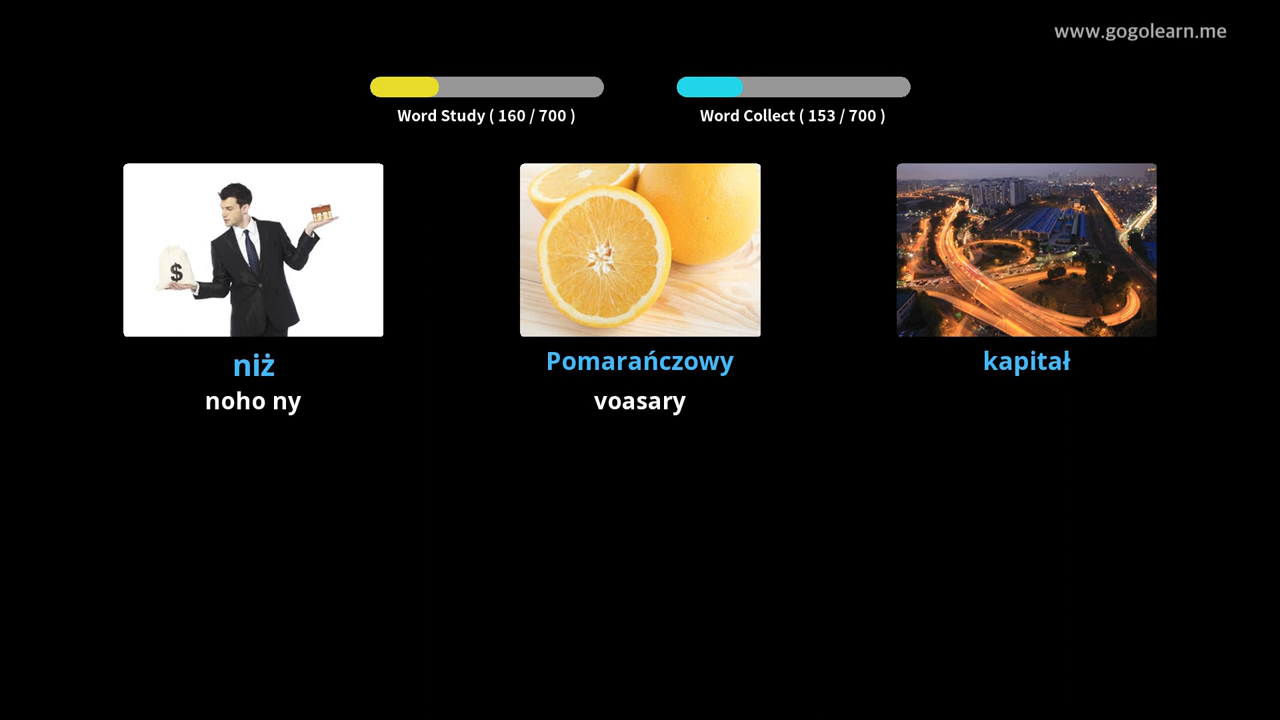 www.gogolearn.me
Word Study ( 160 / 700 )
Word Collect ( 153 / 700 )
$
niż
noho ny
Pomarańczowy
voasary
kapitał